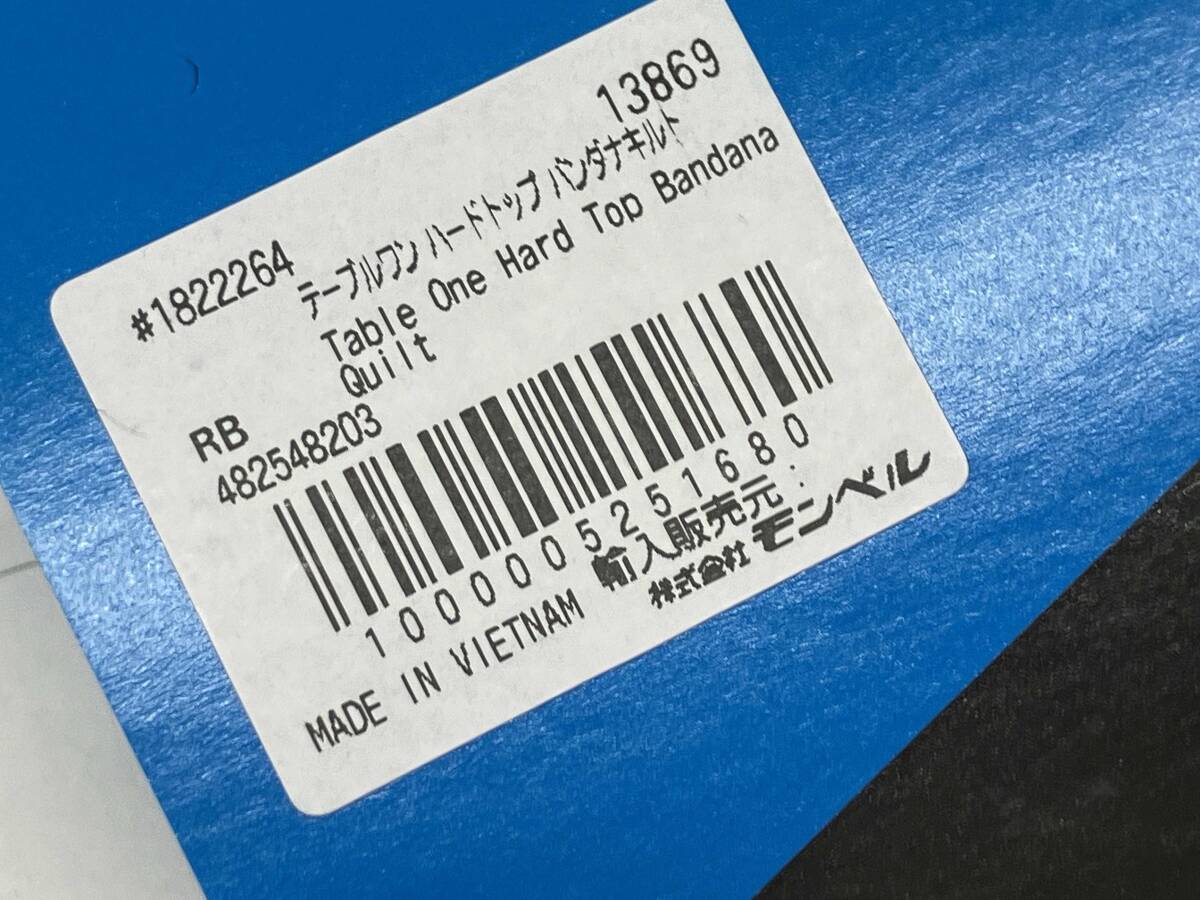 #1822264 13869
テーブルワン ハードトップ バンダナキルト
Table One Hard Top Bandana
Quilt
RB
482548203
1000005251680
MADE IN VIETNAM
輸入販売元:
株式会社モンベル